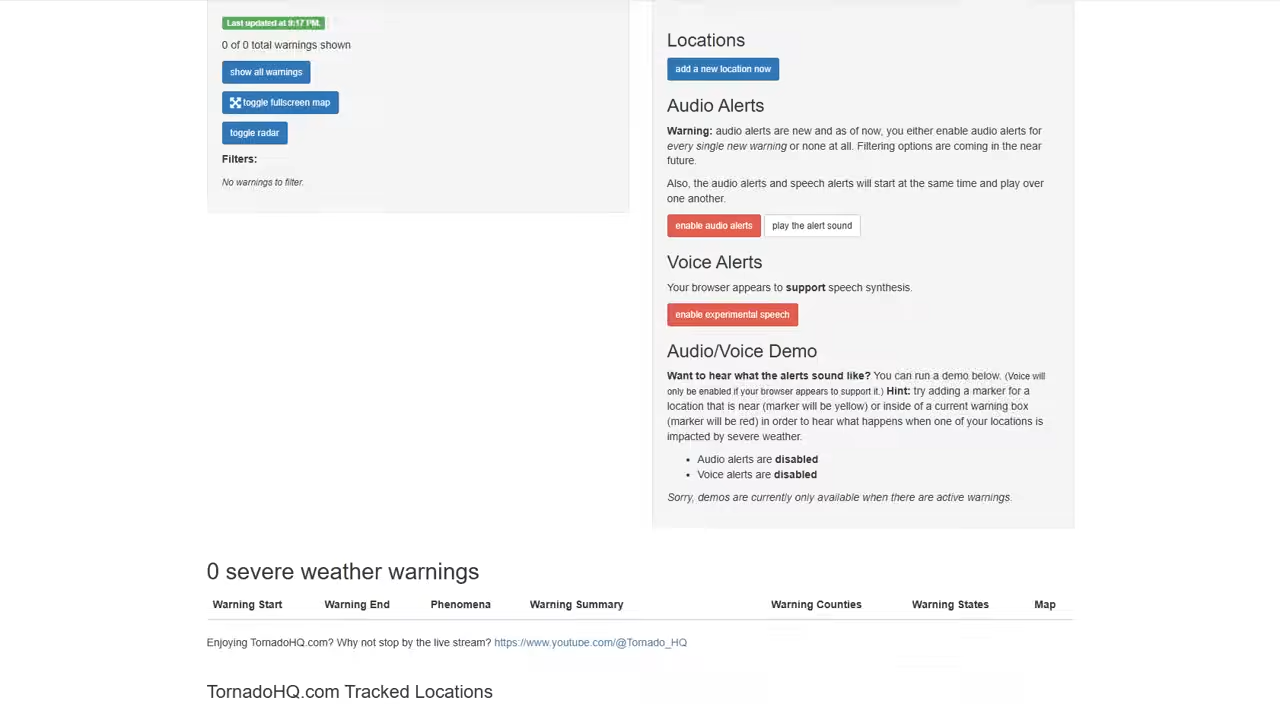 Last updated at 9:17 PM.
0 of 0 total warnings shown
show all warnings
toggle fullscreen map
toggle radar
Filters:
No warnings to filter.
Locations
add a new location now
Audio Alerts
Warning: audio alerts are new and as of now, you either enable audio alerts for
every single new warning or none at all. Filtering options are coming in the near
future.
Also, the audio alerts and speech alerts will start at the same time and play over
one another.
enable audio alerts play the alert sound
Voice Alerts
Your browser appears to support speech synthesis.
enable experimental speech
Audio/Voice Demo
Want to hear what the alerts sound like? You can run a demo below. (Voice will
only be enabled if your browser appears to support it.) Hint: try adding a marker for a
location that is near (marker will be yellow) or inside of a current warning box
(marker will be red) in order to hear what happens when one of your locations is
impacted by severe weather.
Audio alerts are disabled
Voice alerts are disabled
Sorry, demos are currently only available when there are active warnings.
0 severe weather warnings
Warning Start Warning End Phenomena Warning Summary Warning Counties Warning States Map
Enjoying TornadoHQ.com? Why not stop by the live stream? https://www.youtube.com/@Tornado_HQ
TornadoHQ.com Tracked Locations